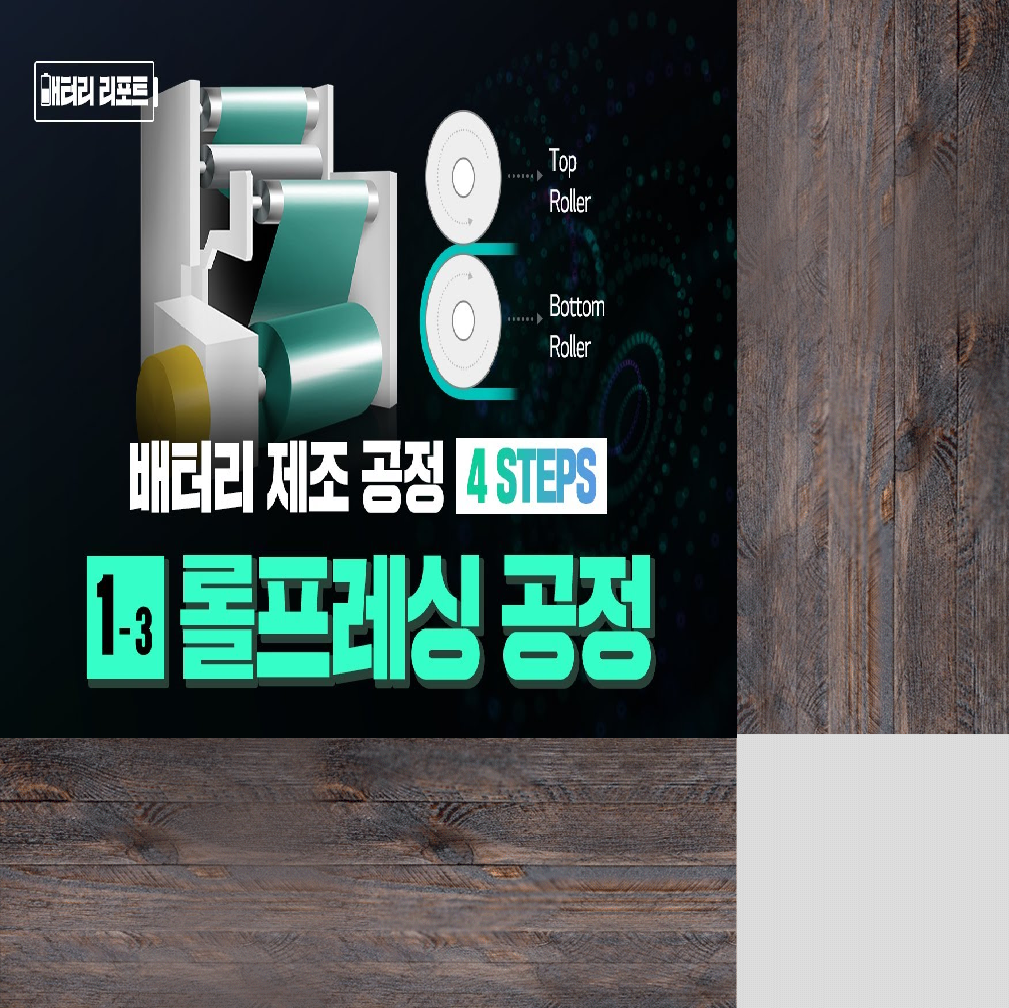 배터리 리포트
Top
Roller
Bottom
Roller
배터리 제조 공정 4 STEPS
1-3 롤프레싱 공정